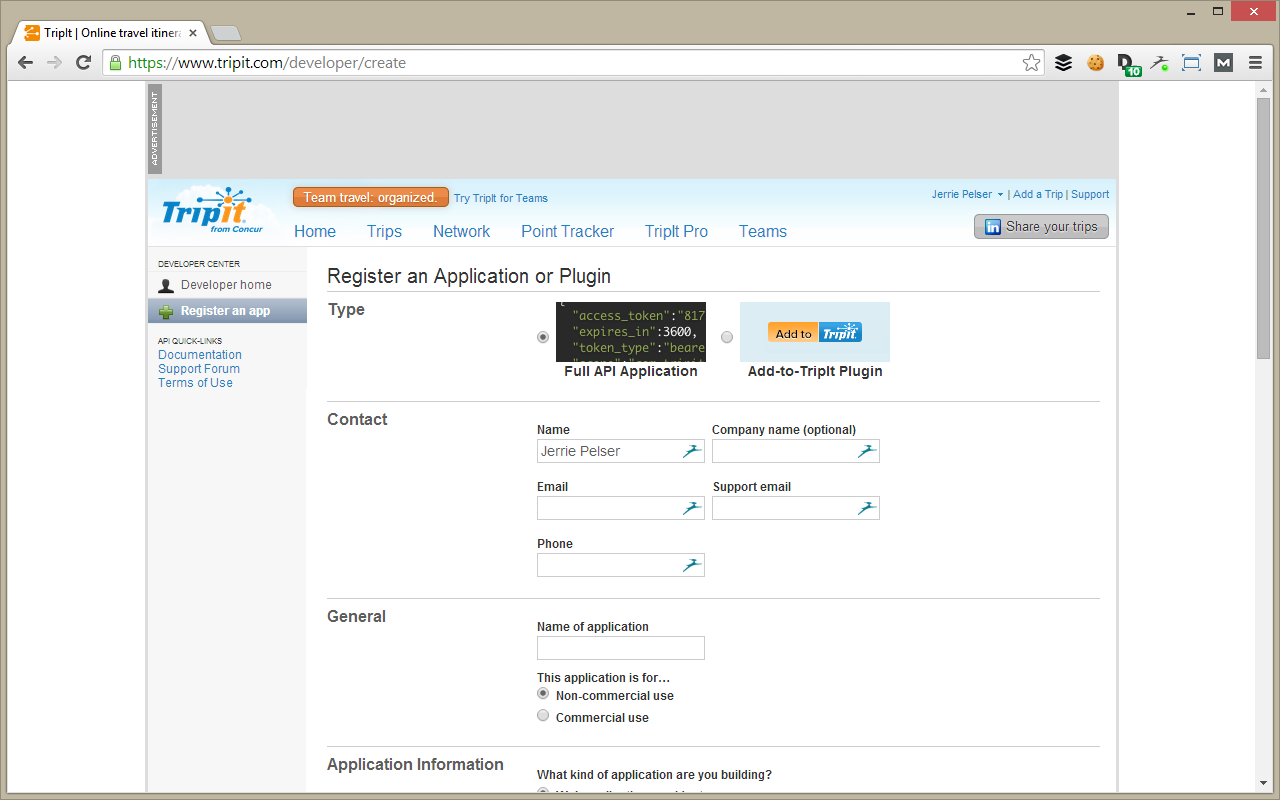 TripIt | Online travel itiner
https://www.tripit.com/developer/create
10
M
ADVERTISEMENT
TripIt
from Concur
Team travel: organized. Try TripIt for Teams
Jerrie Pelser | Add a Trip | Support
Home Trips Network Point Tracker TripIt Pro Teams
in Share your trips
DEVELOPER CENTER
Developer home
Register an app
API QUICK-LINKS
Documentation
Support Forum
Terms of Use
Register an Application or Plugin
Type
"access_token":"817
"expires_in":3600,
"token_type":"beare
Full API Application
Add to TripIt
Add-to-TripIt Plugin
Contact
Name
Jerrie Pelser
Company name (optional)
Email
Support email
Phone
General
Name of application
This application is for...
Non-commercial use
Commercial use
Application Information
What kind of application are you building?